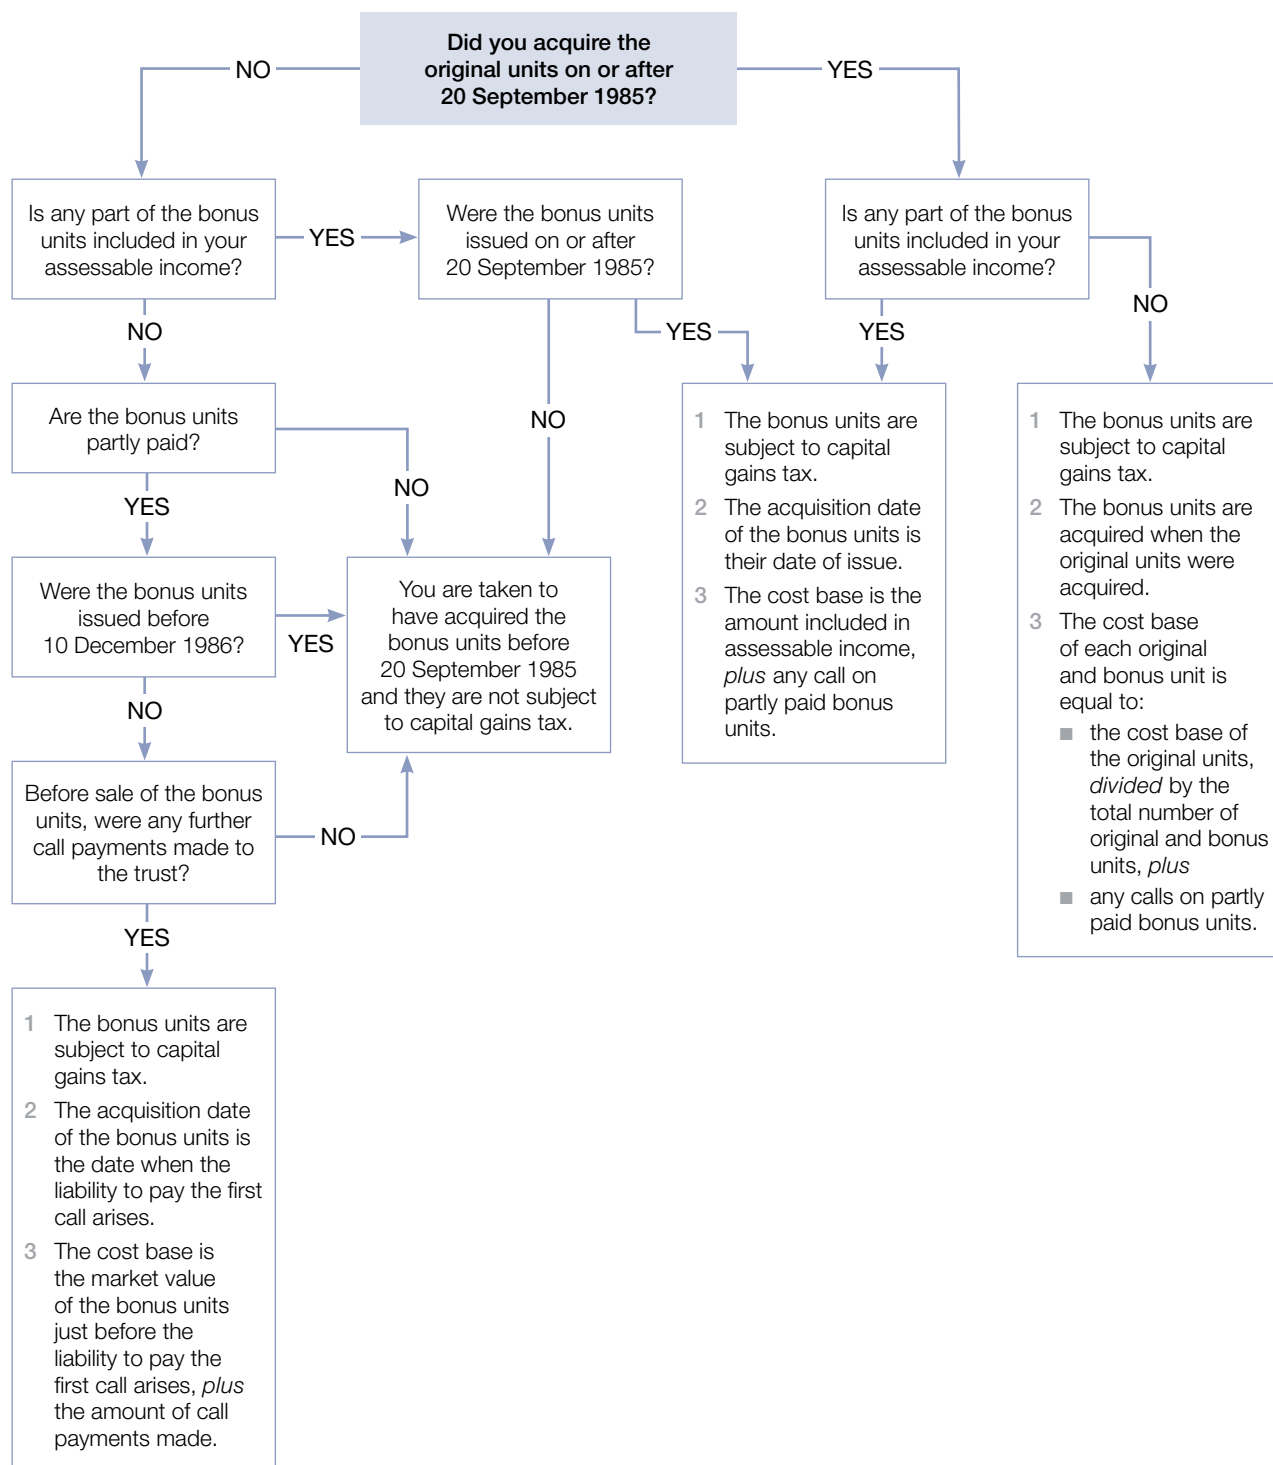 Did you acquire the
original units on or after
20 September 1985?
NO
YES
Is any part of the bonus
units included in your
assessable income?
YES
Were the bonus units
issued on or after
20 September 1985?
Is any part of the bonus
units included in your
assessable income?
NO
YES
YES
NO
Are the bonus units
partly paid?
NO
NO
YES
Were the bonus units
issued before
10 December 1986?
YES
You are taken to
have acquired the
bonus units before
20 September 1985
and they are not subject
to capital gains tax.
1 The bonus units are
subject to capital
gains tax.
2 The acquisition date
of the bonus units is
their date of issue.
3 The cost base is the
amount included in
assessable income,
plus any call on
partly paid bonus
units.
1 The bonus units are
subject to capital
gains tax.
2 The bonus units are
acquired when the
original units were
acquired.
3 The cost base
of each original
and bonus unit is
equal to:
■ the cost base of
the original units,
divided by the
total number of
original and bonus
units, plus
■ any calls on partly
paid bonus units.
NO
Before sale of the bonus
units, were any further
call payments made to
the trust?
NO
YES
1 The bonus units are
subject to capital
gains tax.
2 The acquisition date
of the bonus units is
the date when the
liability to pay the first
call arises.
3 The cost base is
the market value
of the bonus units
just before the
liability to pay the
first call arises, plus
the amount of call
payments made.